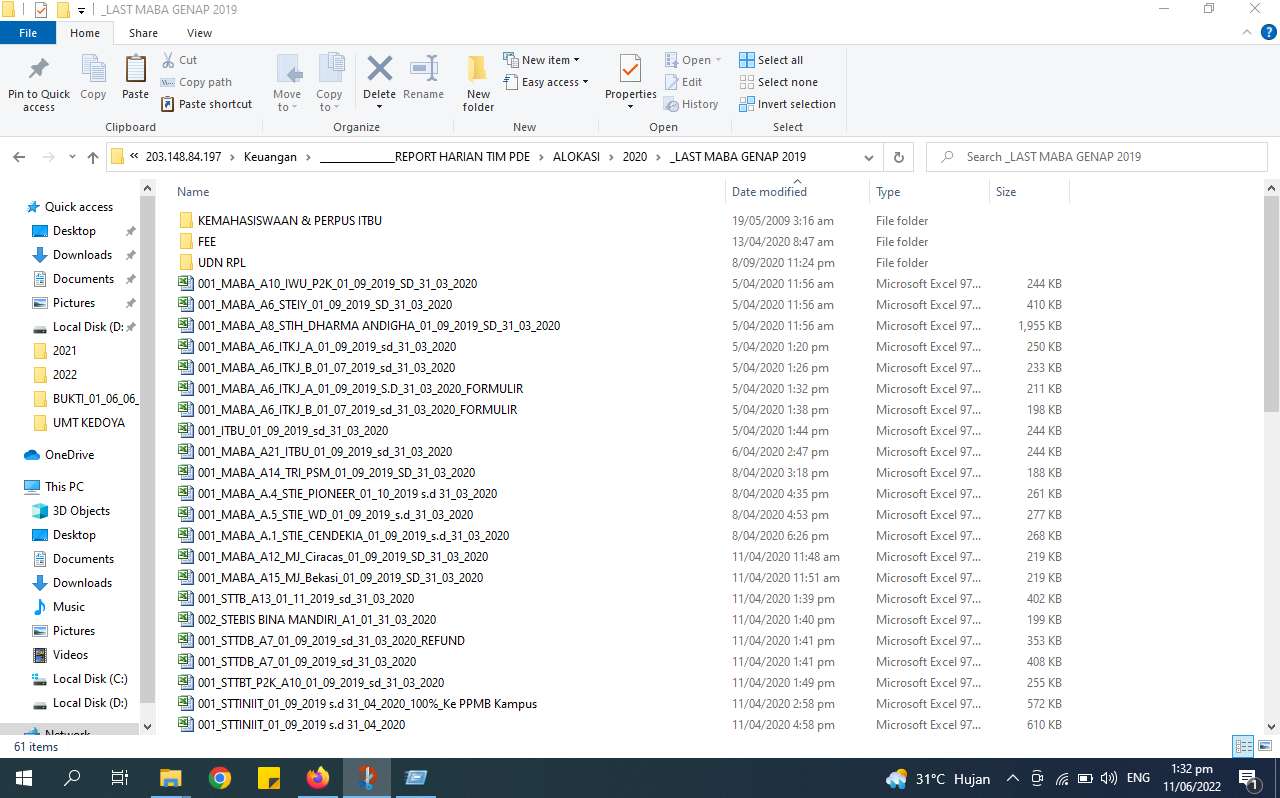 _LAST MABA GENAP 2019
File Home Share View
Pin to Quick access
Copy
Paste
Cut
Copy path
Paste shortcut
Move to
Copy to
Delete
Rename
New folder
New item
Easy access
Properties
Open
Edit
History
Select all
Select none
Invert selection
Clipboard Organize New Open Select
« 203.148.84.197 › Keuangan › ______________REPORT HARIAN TIM PDE › ALOKASI › 2020 › _LAST MABA GENAP 2019
Search _LAST MABA GENAP 2019
Quick access
Desktop
Downloads
Documents
Pictures
Local Disk (D:
2021
2022
BUKTI_01_06_06_
UMT KEDOYA
OneDrive
This PC
3D Objects
Desktop
Documents
Downloads
Music
Pictures
Videos
Local Disk (C:)
Local Disk (D:)
Network
Name Date modified Type Size
KEMAHASISWAAN & PERPUS ITBU 19/05/2009 3:16 am File folder
FEE 13/04/2020 8:47 am File folder
UDN RPL 8/09/2020 11:24 pm File folder
001_MABA_A10_IWU_P2K_01_09_2019_SD_31_03_2020 5/04/2020 11:56 am Microsoft Excel 97... 244 KB
001_MABA_A6_STEIY_01_09_2019_SD_31_03_2020 5/04/2020 11:56 am Microsoft Excel 97... 410 KB
001_MABA_A8_STIH_DHARMA ANDIGHA_01_09_2019_SD_31_03_2020 5/04/2020 11:56 am Microsoft Excel 97... 1,955 KB
001_MABA_A6_ITKJ_A_01_09_2019_sd_31_03_2020 5/04/2020 1:20 pm Microsoft Excel 97... 250 KB
001_MABA_A6_ITKJ_B_01_07_2019_sd_31_03_2020 5/04/2020 1:26 pm Microsoft Excel 97... 233 KB
001_MABA_A6_ITKJ_A_01_09_2019_S.D_31_03_2020_FORMULIR 5/04/2020 1:32 pm Microsoft Excel 97... 211 KB
001_MABA_A6_ITKJ_B_01_07_2019_sd_31_03_2020_FORMULIR 5/04/2020 1:38 pm Microsoft Excel 97... 198 KB
001_ITBU_01_09_2019_sd_31_03_2020 5/04/2020 1:44 pm Microsoft Excel 97... 244 KB
001_MABA_A21_ITBU_01_09_2019_sd_31_03_2020 6/04/2020 2:47 pm Microsoft Excel 97... 244 KB
001_MABA_A14_TRI_PSM_01_09_2019_SD_31_03_2020 8/04/2020 3:18 pm Microsoft Excel 97... 188 KB
001_MABA_A.4_STIE_PIONEER_01_10_2019 s.d 31_03_2020 8/04/2020 4:35 pm Microsoft Excel 97... 261 KB
001_MABA_A.5_STIE_WD_01_09_2019_s.d_31_03_2020 8/04/2020 4:53 pm Microsoft Excel 97... 277 KB
001_MABA_A.1_STIE_CENDEKIA_01_09_2019_s.d_31_03_2020 8/04/2020 6:26 pm Microsoft Excel 97... 268 KB
001_MABA_A12_MJ_Ciracas_01_09_2019_SD_31_03_2020 11/04/2020 11:48 am Microsoft Excel 97... 219 KB
001_MABA_A15_MJ_Bekasi_01_09_2019_SD_31_03_2020 11/04/2020 11:51 am Microsoft Excel 97... 219 KB
001_STTB_A13_01_11_2019_sd_31_03_2020 11/04/2020 1:39 pm Microsoft Excel 97... 402 KB
002_STEBIS BINA MANDIRI_A1_01_31_03_2020 11/04/2020 1:40 pm Microsoft Excel 97... 199 KB
001_STTDB_A7_01_09_2019_sd_31_03_2020_REFUND 11/04/2020 1:41 pm Microsoft Excel 97... 353 KB
001_STTDB_A7_01_09_2019_sd_31_03_2020 11/04/2020 1:41 pm Microsoft Excel 97... 408 KB
001_STTBT_P2K_A10_01_09_2019_sd_31_03_2020 11/04/2020 1:49 pm Microsoft Excel 97... 255 KB
001_STTINIIT_01_09_2019 s.d 31_04_2020_100%_Ke PPMB Kampus 11/04/2020 2:58 pm Microsoft Excel 97... 572 KB
001_STTINIIT_01_09_2019 s.d 31_04_2020 11/04/2020 4:58 pm Microsoft Excel 97... 610 KB
61 items
31°C Hujan ENG 1:32 pm
11/06/2022
1